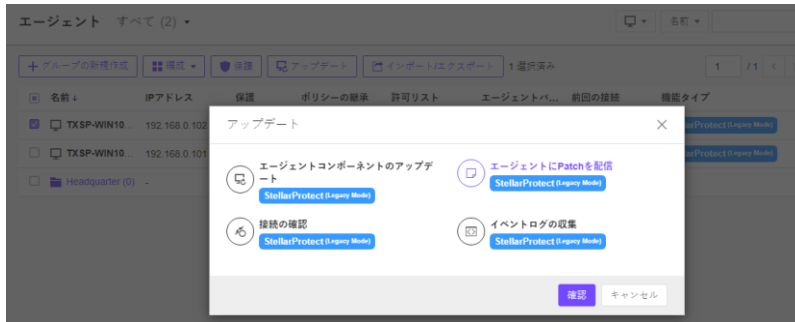 エージェント すべて (2)
名前
グループの新規作成 構成 保護 アップデート インポート/エクスポート 1 選択済み 1 / 1
名前 IPアドレス 保護 ポリシーの継承 許可リスト エージェントバ... 前回の接続 機能タイプ
TXSP-WIN10... 192.168.0.102 StellarProtect (Legacy Mode)
TXSP-WIN10... 192.168.0.101 StellarProtect (Legacy Mode)
Headquarter (0) -
アップデート
エージェントコンポーネントのアップデ
ート
StellarProtect (Legacy Mode)
エージェントにPatchを配信
StellarProtect (Legacy Mode)
接続の確認
StellarProtect (Legacy Mode)
イベントログの収集
StellarProtect (Legacy Mode)
確認 キャンセル